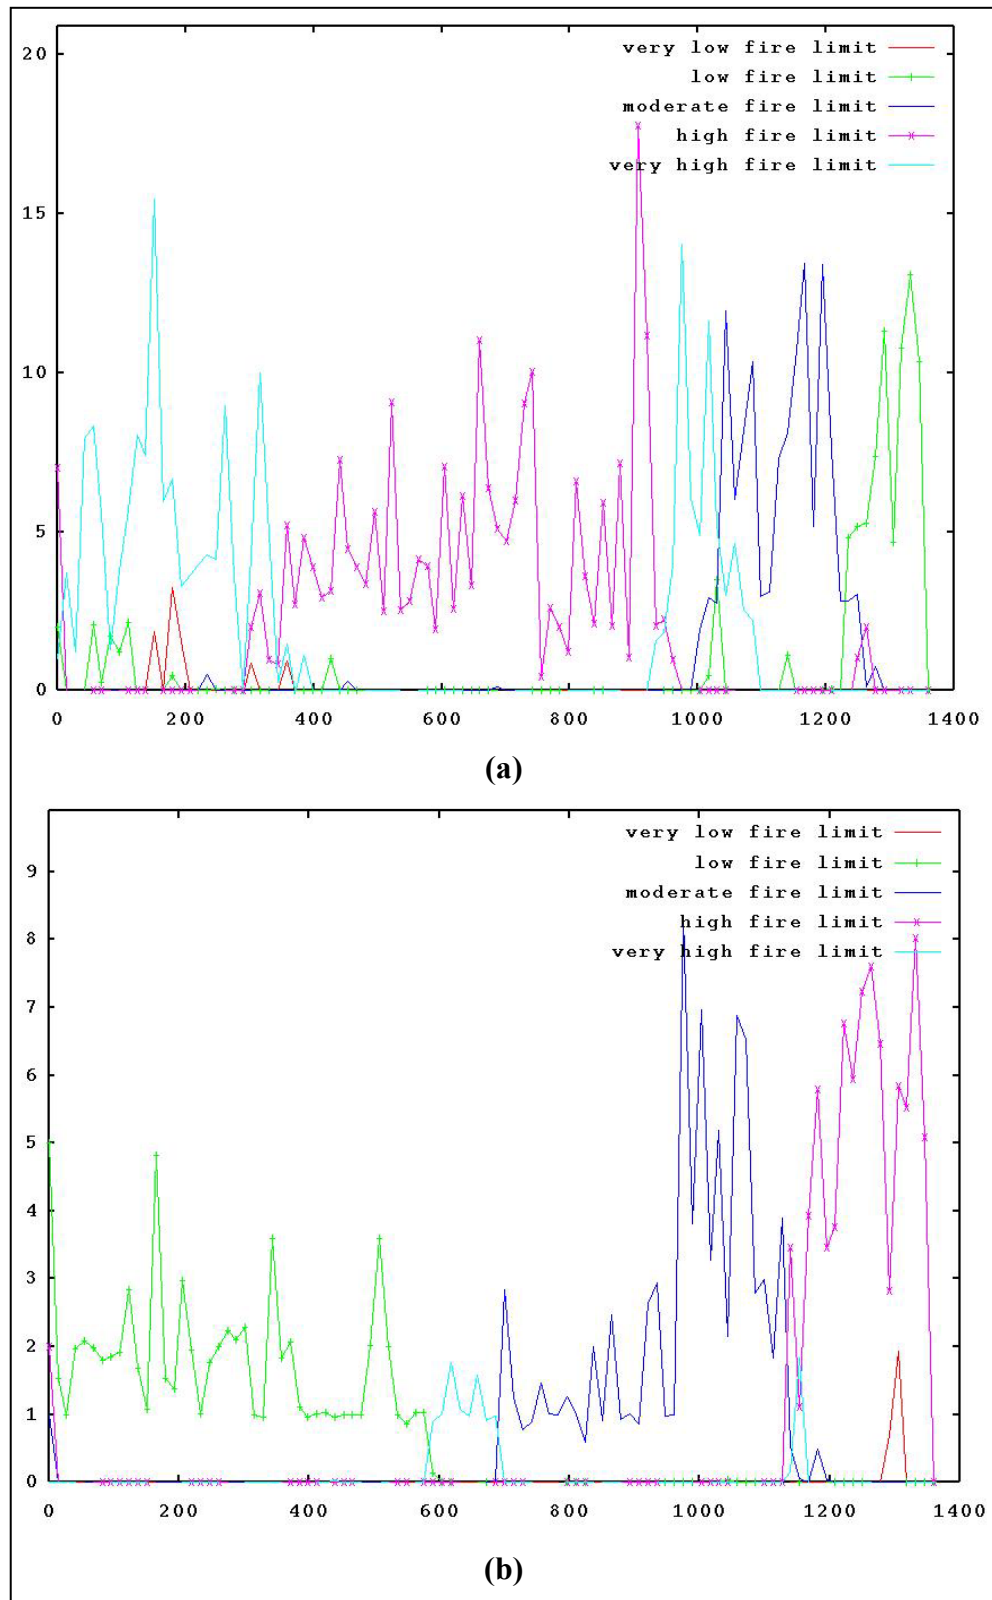 20
15
10
5
0
very low fire limit
low fire limit
moderate fire limit
high fire limit
very high fire limit
0 200 400 600 800 1000 1200 1400
(a)
9
8
7
6
5
4
3
2
1
0
very low fire limit
low fire limit
moderate fire limit
high fire limit
very high fire limit
0 200 400 600 800 1000 1200 1400
(b)